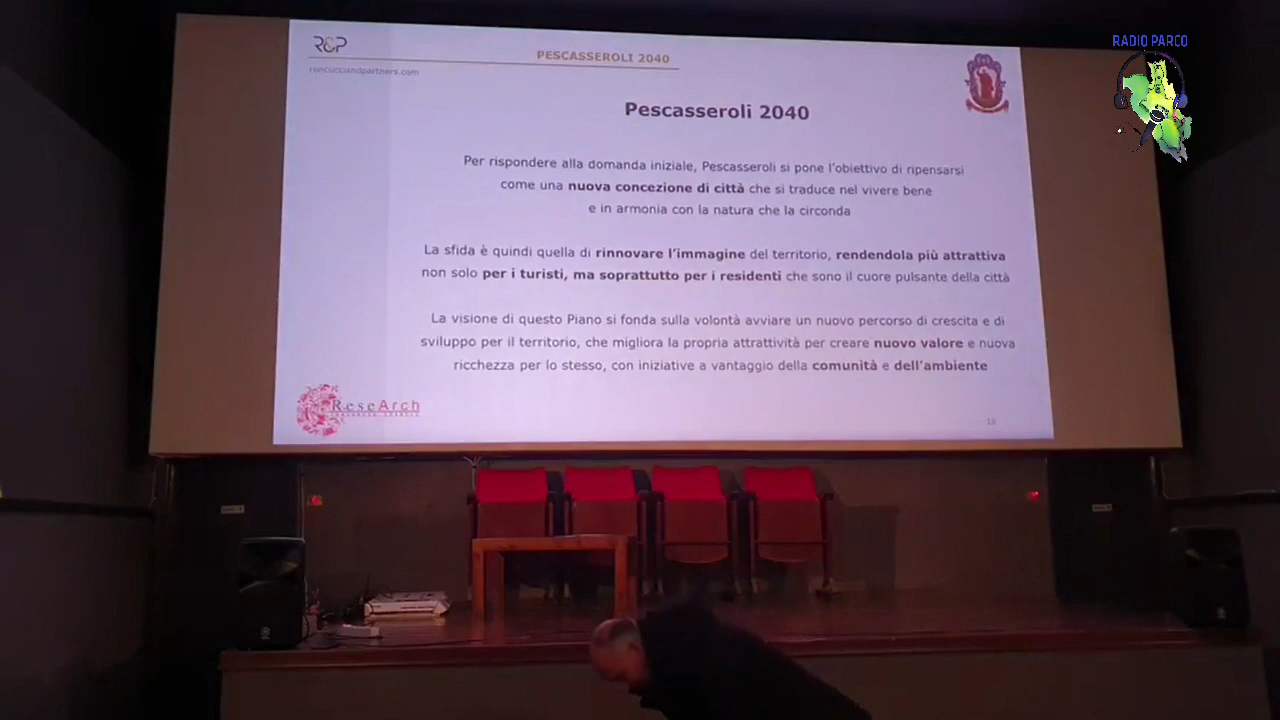 RADIO PARCO
R&P
PESCASSEROLI 2040
roncucciandpartners.com
Pescasseroli 2040
Per rispondere alla domanda iniziale, Pescasseroli si pone l'obiettivo di ripensarsi
come una nuova concezione di città che si traduce nel vivere bene
e in armonia con la natura che la circonda
La sfida è quindi quella di rinnovare l'immagine del territorio, rendendola più attrattiva
non solo per i turisti, ma soprattutto per i residenti che sono il cuore pulsante della città
La visione di questo Piano si fonda sulla volontà avviare un nuovo percorso di crescita e di
sviluppo per il territorio, che migliora la propria attrattività per creare nuovo valore e nuova
ricchezza per lo stesso, con iniziative a vantaggio della comunità e dell'ambiente
ReseArch